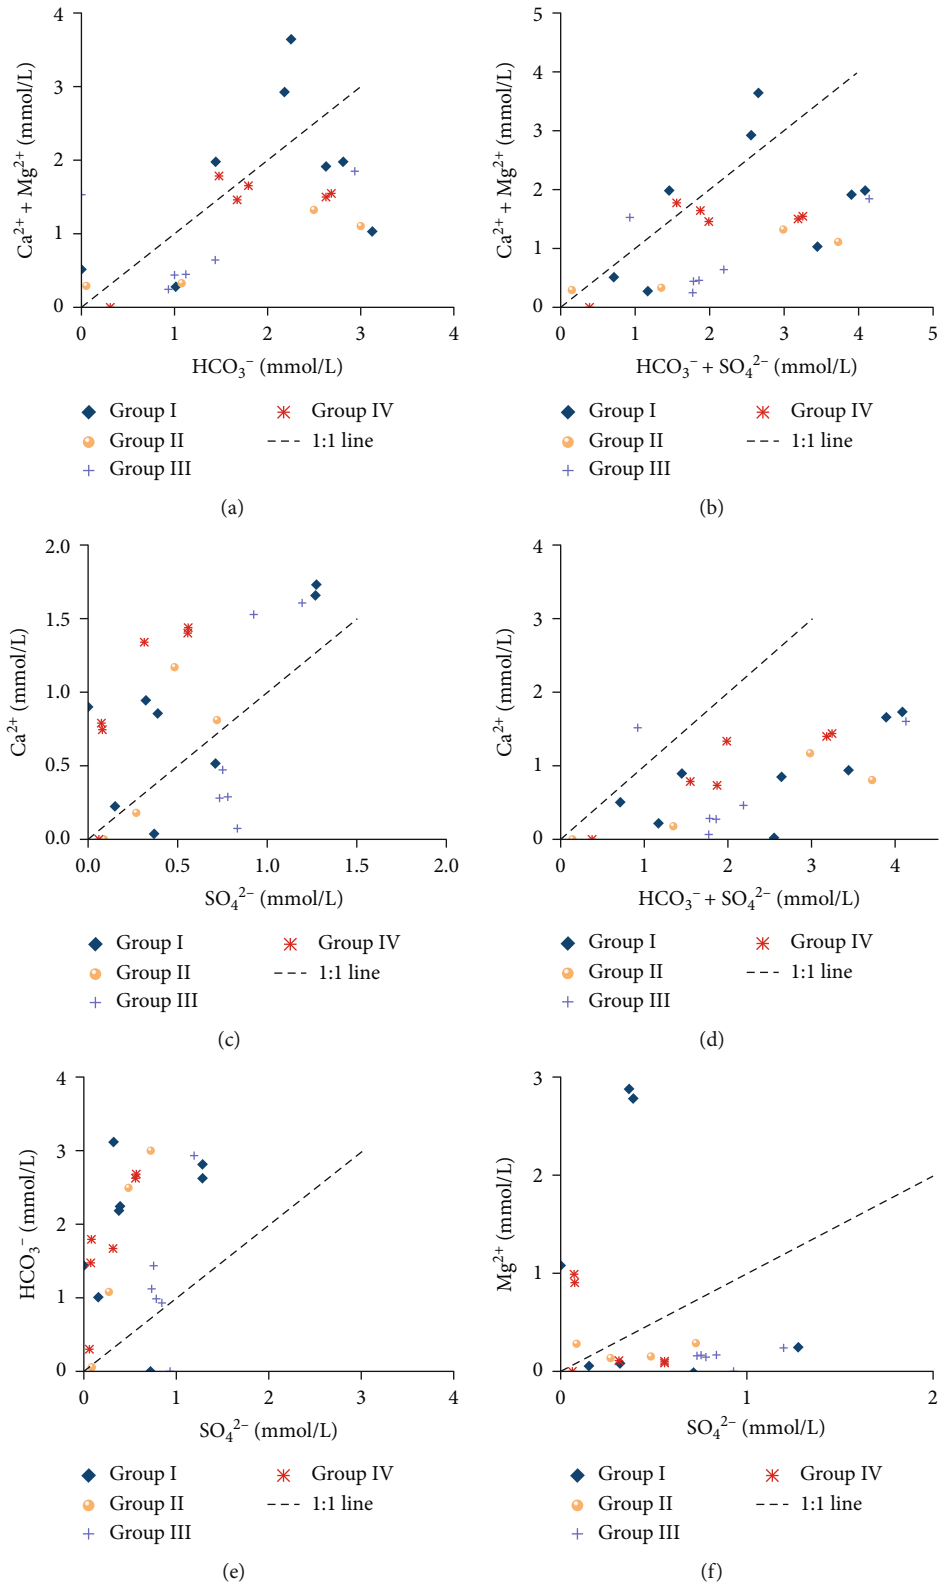 4
3
2
1
0
Ca²⁺ + Mg²⁺ (mmol/L)
0 1 2 3 4
HCO₃⁻ (mmol/L)
Group I
Group II
Group III
Group IV
1:1 line
(a)
5
4
3
2
1
0
Ca²⁺ + Mg²⁺ (mmol/L)
0 1 2 3 4 5
HCO₃⁻ + SO₄²⁻ (mmol/L)
Group I
Group II
Group III
Group IV
1:1 line
(b)
2.0
1.5
1.0
0.5
0.0
Ca²⁺ (mmol/L)
0.0 0.5 1.0 1.5 2.0
SO₄²⁻ (mmol/L)
Group I
Group II
Group III
Group IV
1:1 line
(c)
4
3
2
1
0
Ca²⁺ (mmol/L)
0 1 2 3 4
HCO₃⁻ + SO₄²⁻ (mmol/L)
Group I
Group II
Group III
Group IV
1:1 line
(d)
4
3
2
1
0
HCO₃⁻ (mmol/L)
0 1 2 3
SO₄²⁻ (mmol/L)
Group I
Group II
Group III
Group IV
1:1 line
(e)
3
2
1
0
Mg²⁺ (mmol/L)
0 1 2
SO₄²⁻ (mmol/L)
Group I
Group II
Group III
Group IV
1:1 line
(f)